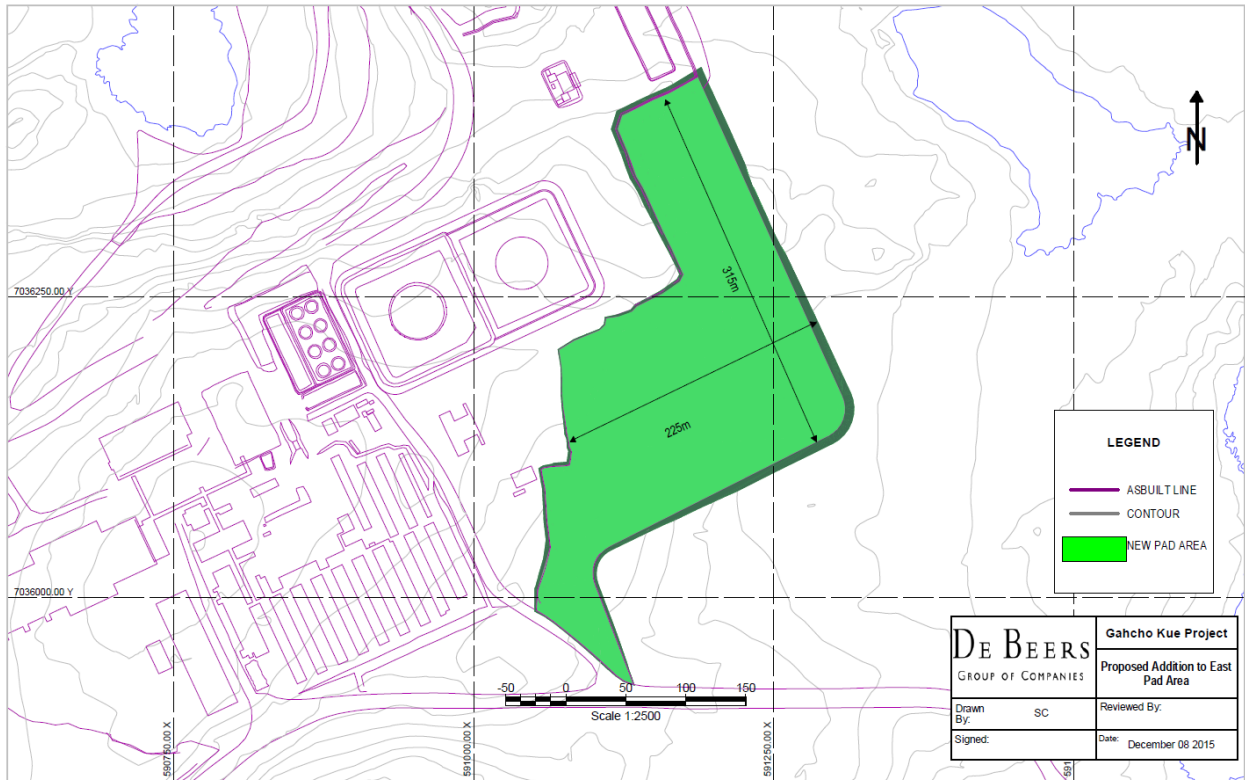 N
7036250.00 Y
315m
225m
LEGEND
ASBUILT LINE
CONTOUR
NEW PAD AREA
7036000.00 Y
-50 0 50 100 150
Scale 1:2500
590750.00 X
591000.00 X
591250.00 X
DE BEERS
GROUP OF COMPANIES
Gahcho Kue Project
Proposed Addition to East
Pad Area
Drawn
By:
SC
Reviewed By:
Signed:
Date: December 08 2015